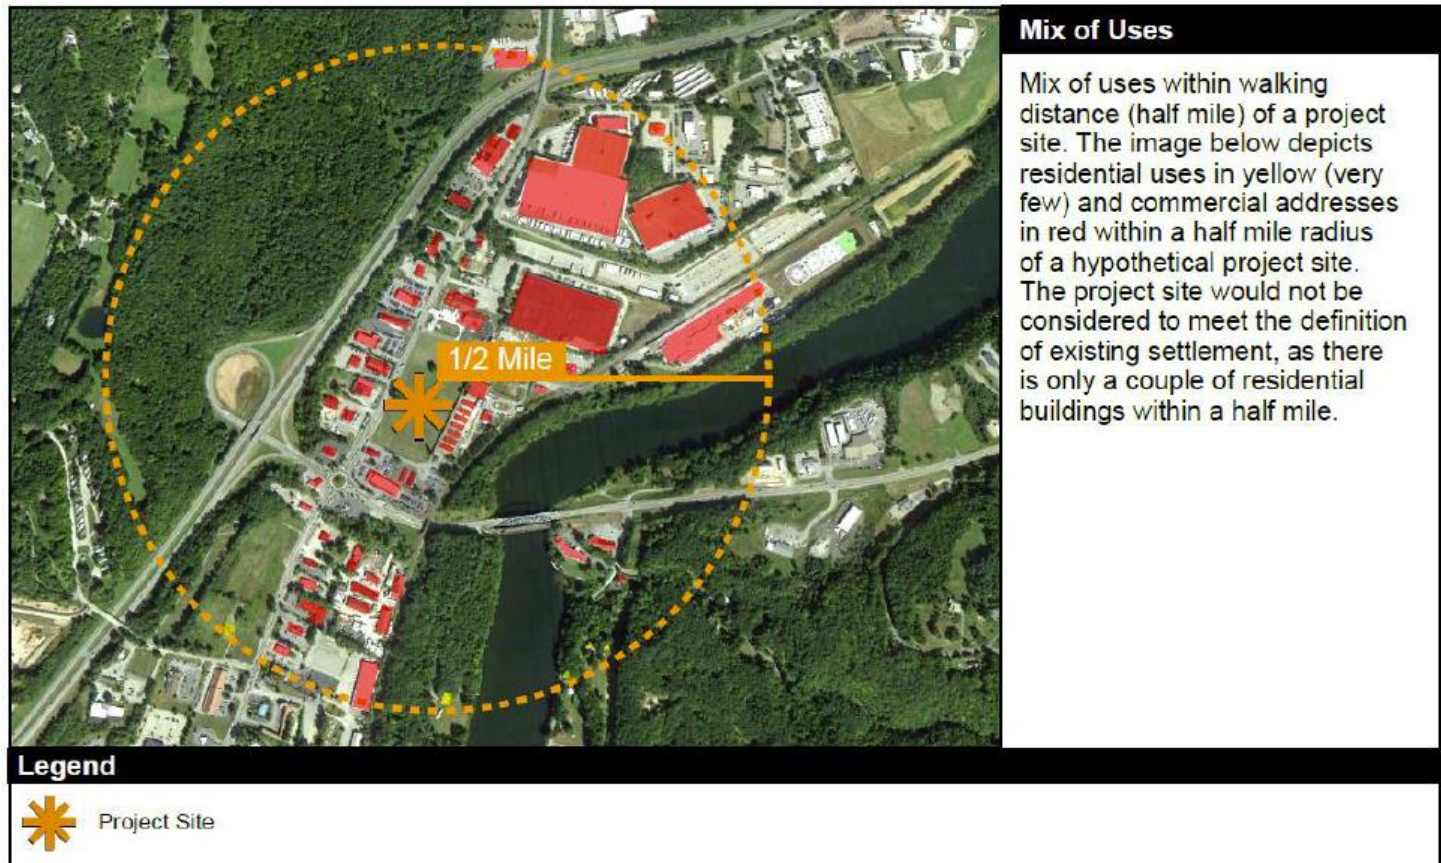 Mix of Uses
Mix of uses within walking
distance (half mile) of a project
site. The image below depicts
residential uses in yellow (very
few) and commercial addresses
in red within a half mile radius
of a hypothetical project site.
The project site would not be
considered to meet the definition
of existing settlement, as there
is only a couple of residential
buildings within a half mile.
1/2 Mile
Legend
Project Site